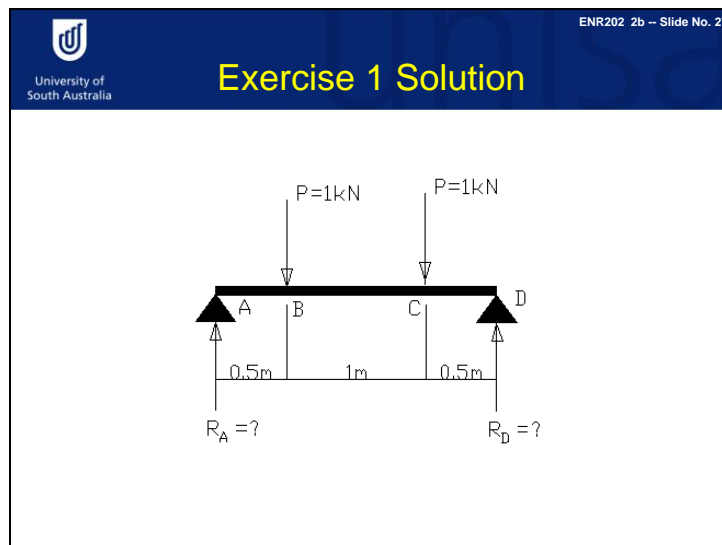 ENR202 2b -- Slide No. 2
University of
South Australia
Exercise 1 Solution
P=1kN
P=1kN
A
B
C
D
0.5m
1m
0.5m
R_A =?
R_D =?